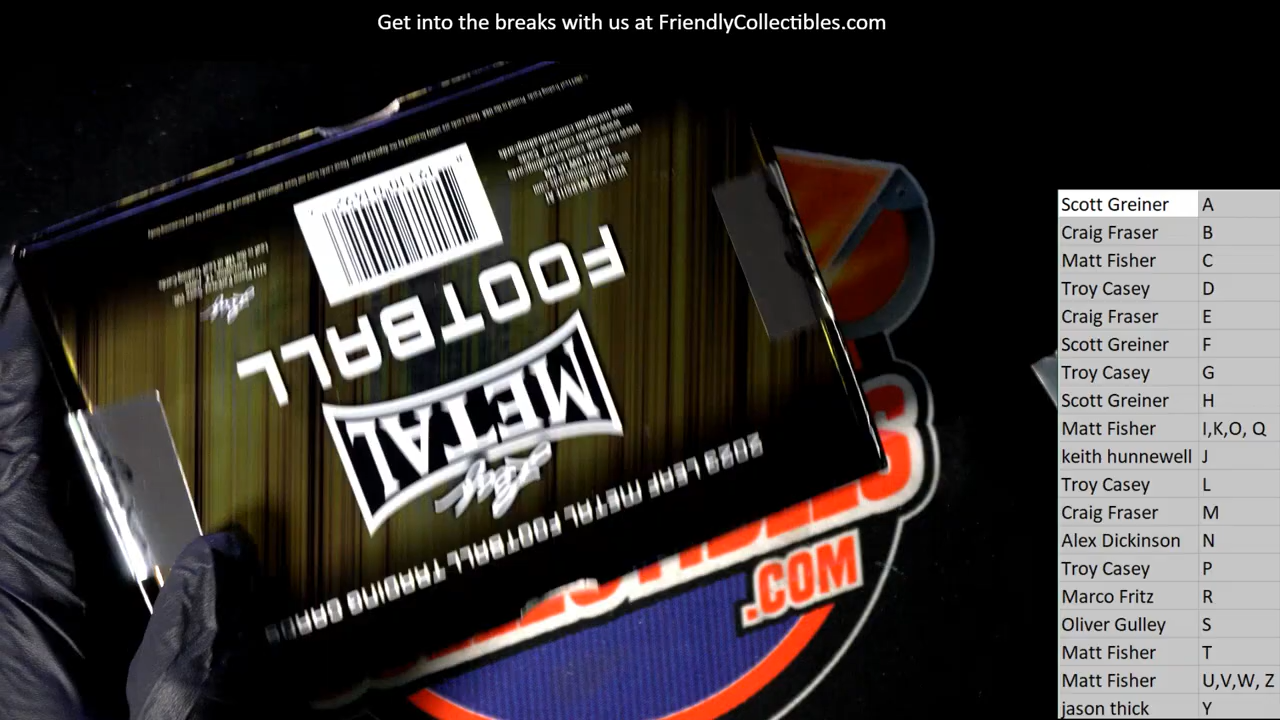 Get into the breaks with us at FriendlyCollectibles.com
Scott Greiner A
Craig Fraser B
Matt Fisher C
Troy Casey D
Craig Fraser E
Scott Greiner F
Troy Casey G
Scott Greiner H
Matt Fisher I,K,O, Q
keith hunnewell J
Troy Casey L
Craig Fraser M
Alex Dickinson N
Troy Casey P
Marco Fritz R
Oliver Gulley S
Matt Fisher T
Matt Fisher U,V,W, Z
jason thick Y
2023 LEAF METAL FOOTBALL TRADING CARDS
Leaf
METAL
FOOTBALL
Leaf
.COM